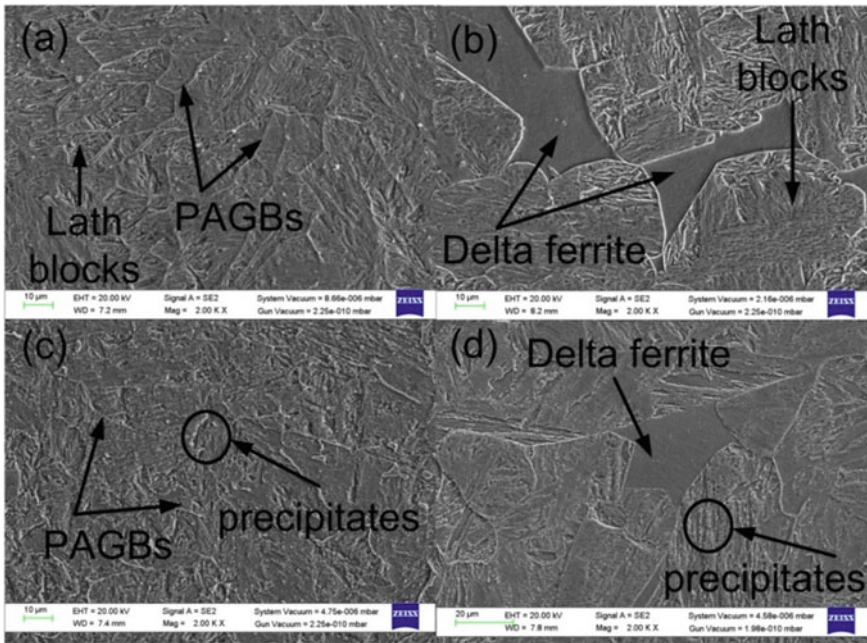 (a)
PAGBs
Lath
blocks
10 µm
EHT = 20.00 kV
Signal A = SE2
System Vacuum = 8.66e-006 mbar
WD = 7.2 mm
Mag = 2.00 K X
Gun Vacuum = 2.25e-010 mbar
ZEISS
(b)
Lath
blocks
Delta ferrite
10 µm
EHT = 20.00 kV
Signal A = SE2
System Vacuum = 2.16e-006 mbar
WD = 8.2 mm
Mag = 2.00 K X
Gun Vacuum = 2.25e-010 mbar
ZEISS
(c)
precipitates
PAGBs
10 µm
EHT = 20.00 kV
Signal A = SE2
System Vacuum = 4.75e-006 mbar
WD = 7.4 mm
Mag = 2.00 K X
Gun Vacuum = 2.25e-010 mbar
ZEISS
(d)
Delta ferrite
precipitates
20 µm
EHT = 20.00 kV
Signal A = SE2
System Vacuum = 4.58e-006 mbar
WD = 7.8 mm
Mag = 2.00 K X
Gun Vacuum = 1.98e-010 mbar
ZEISS